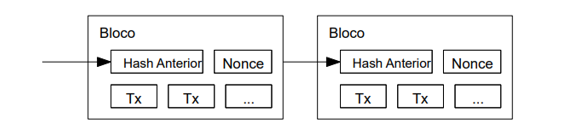 Bloco
Hash Anterior
Nonce
Tx
Tx
...
Bloco
Hash Anterior
Nonce
Tx
Tx
...